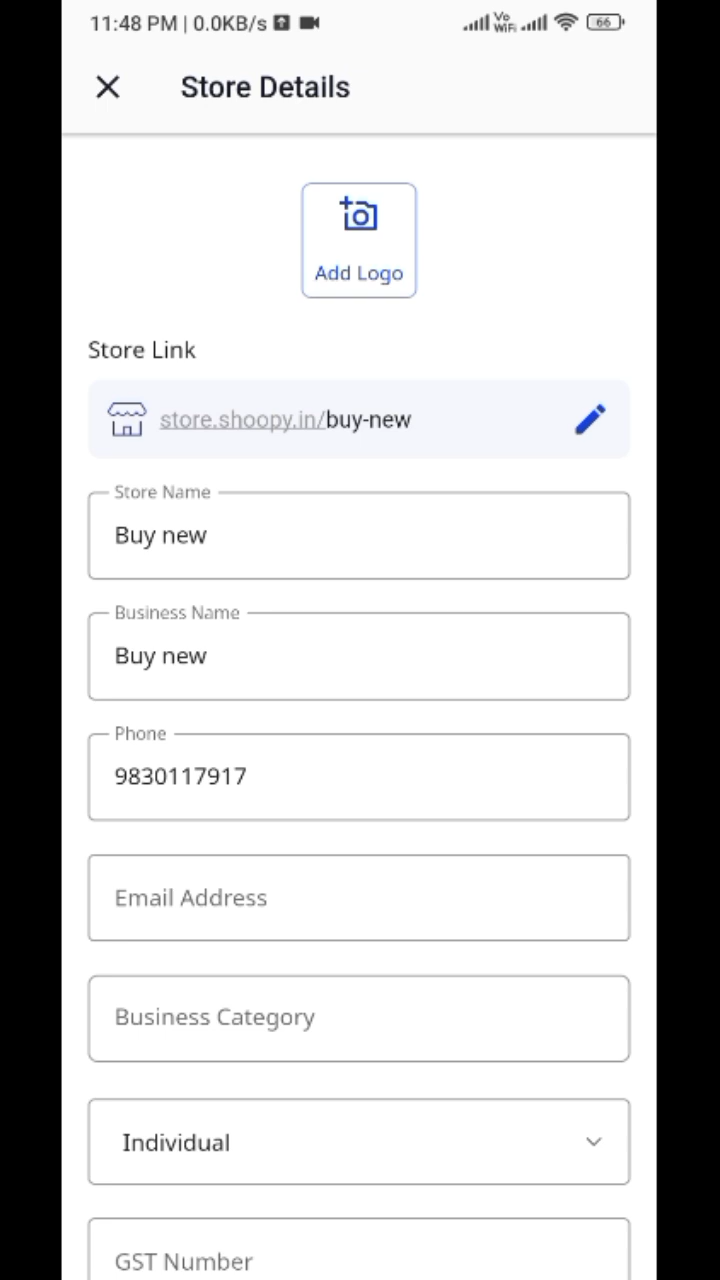 11:48 PM | 0.0KB/s Vo WiFi 66
Store Details
Add Logo
Store Link
store.shoopy.in/buy-new
Store Name
Buy new
Business Name
Buy new
Phone
9830117917
Email Address
Business Category
Individual
GST Number